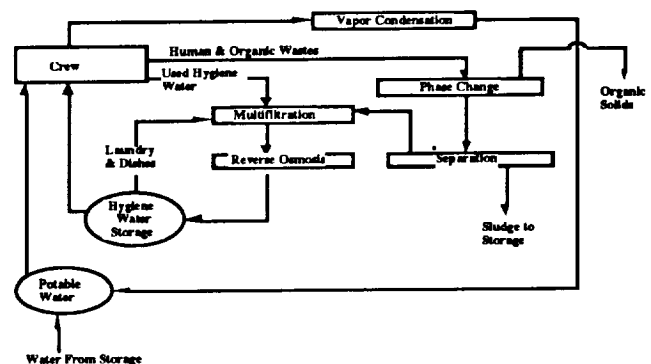 Vapor Condensation
Human & Organic Wastes
Crew
Used Hygiene
Water
Phase Change
Organic
Solids
Multifiltration
Laundry
& Dishes
Reverse Osmosis
Separation
Hygiene
Water
Storage
Sludge to
Storage
Potable
Water
Water From Storage